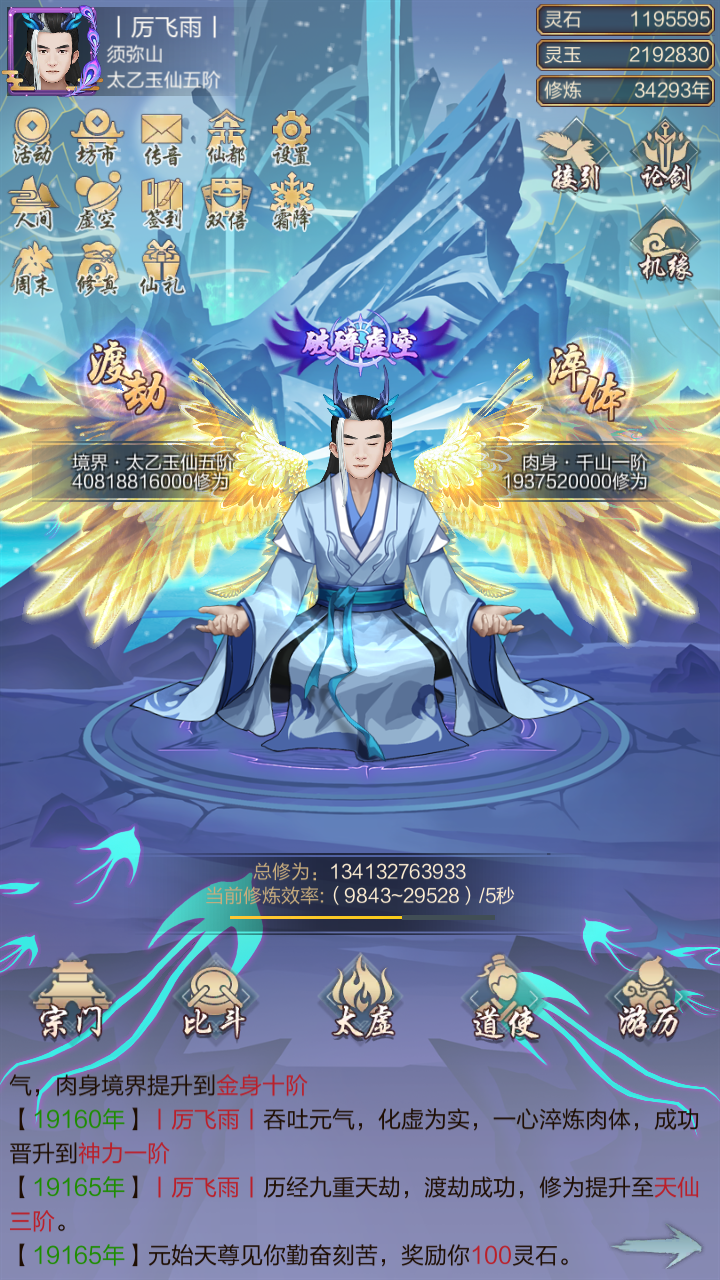 丨厉飞雨丨
须弥山
太乙玉仙五阶
灵石 1195595
灵玉 2192830
修炼 34293年
活动 坊市 传音 仙都 设置
接引 论剑
人间 虚空 签到 双倍 霜降
机缘
周末 修真 仙礼
破碎虚空
渡劫
淬体
境界·太乙玉仙五阶
40818816000修为
肉身·千山一阶
1937520000修为
总修为：134132763933
当前修炼效率:（9843~29528）/5秒
宗门 比斗 太虚 道使 游历
气，肉身境界提升到金身十阶
【19160年】丨厉飞雨丨吞吐元气，化虚为实，一心淬炼肉体，成功
晋升到神力一阶
【19165年】丨厉飞雨丨历经九重天劫，渡劫成功，修为提升至天仙
三阶。
【19165年】元始天尊见你勤奋刻苦，奖励你100灵石。